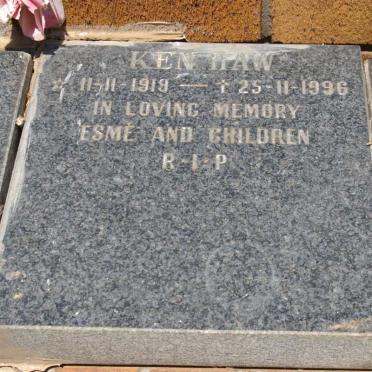 KEN HAW
* 11-11-1919 — † 25-11-1996
IN LOVING MEMORY
ESMÉ AND CHILDREN
R-I-P